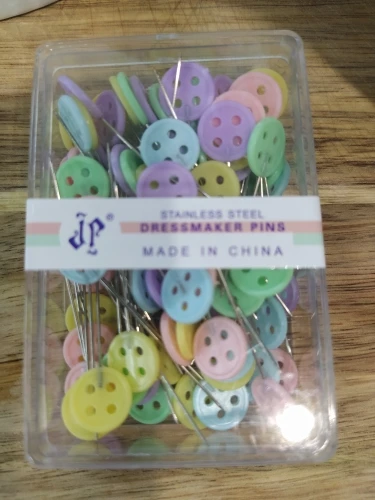 JP®
STAINLESS STEEL
DRESSMAKER PINS
MADE IN CHINA